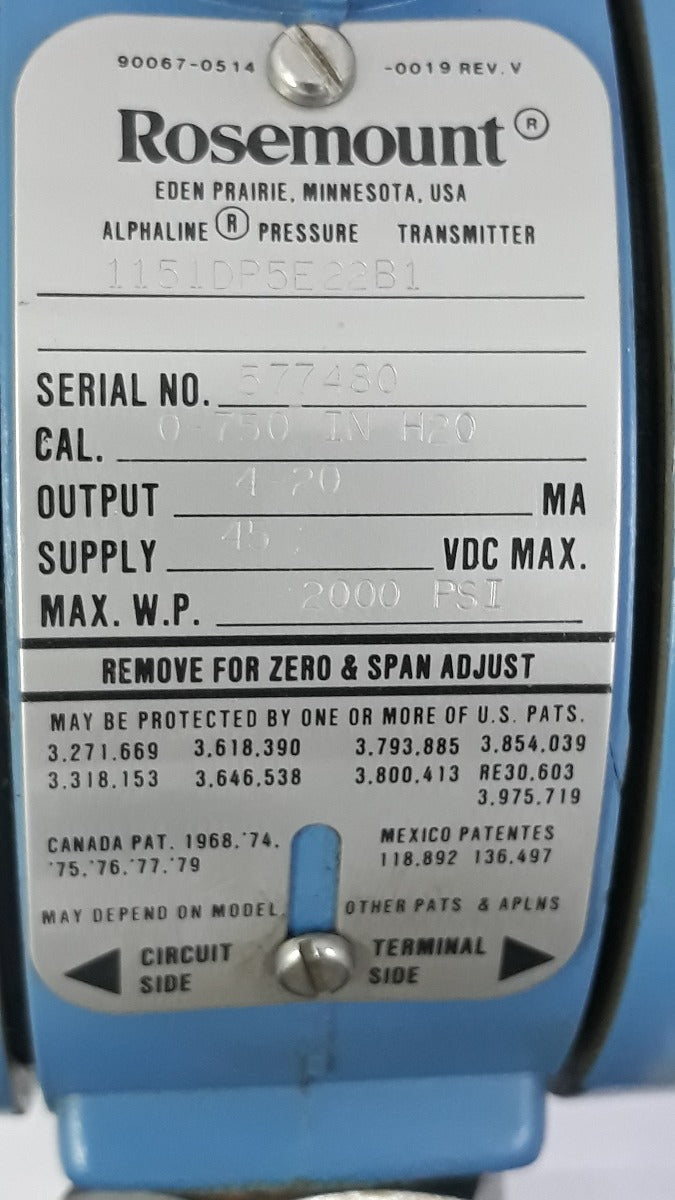 90067-0514 -0019 REV. V
Rosemount ®
EDEN PRAIRIE, MINNESOTA, USA
ALPHALINE ® PRESSURE TRANSMITTER
1151DP5E22B1
SERIAL NO. 577480
CAL. 0-750 IN H2O
OUTPUT 4-20 MA
SUPPLY 45 VDC MAX.
MAX. W.P. 2000 PSI
REMOVE FOR ZERO & SPAN ADJUST
MAY BE PROTECTED BY ONE OR MORE OF U.S. PATS.
3.271.669 3.618.390 3.793.885 3.854.039
3.318.153 3.646.538 3.800.413 RE30.603
3.975.719
CANADA PAT. 1968.'74. MEXICO PATENTES
'75.'76.'77.'79 118.892 136.497
MAY DEPEND ON MODEL. OTHER PATS & APLNS
CIRCUIT TERMINAL
SIDE SIDE